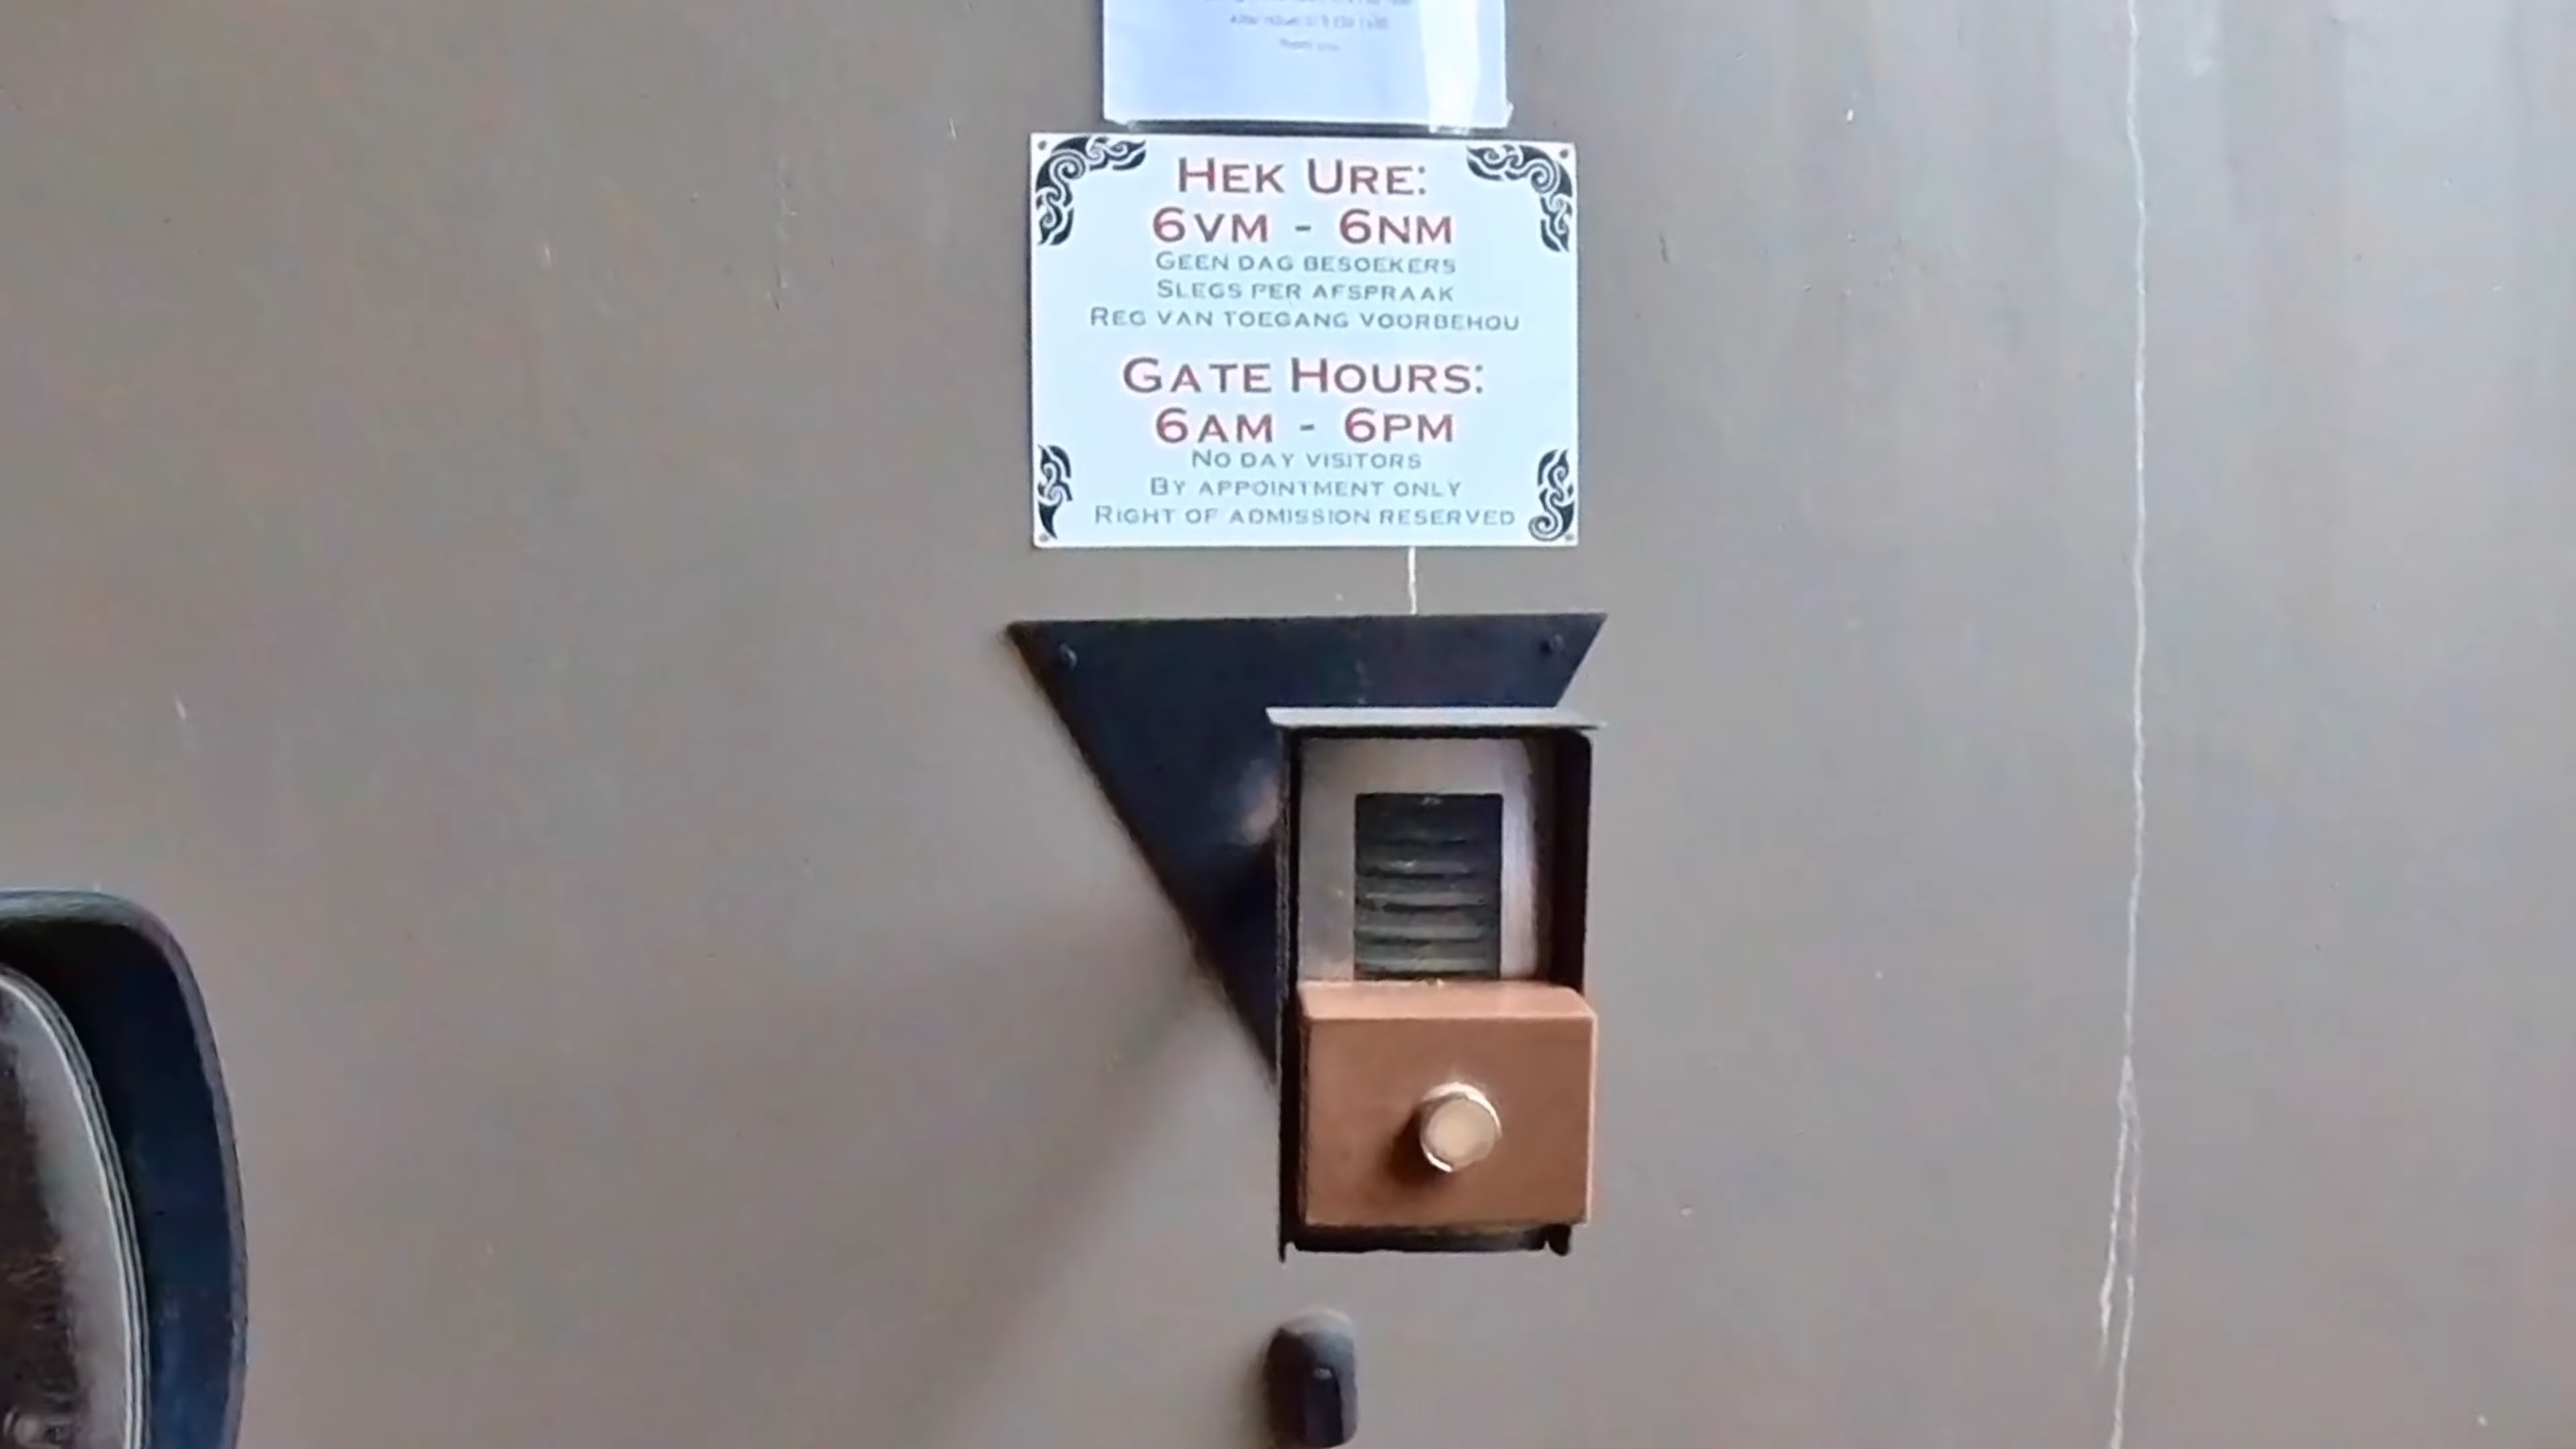 HEK URE:
6VM - 6NM
GEEN DAG BESOEKERS
SLEGS PER AFSPRAAK
REG VAN TOEGANG VOORBEHOU
GATE HOURS:
6AM - 6PM
NO DAY VISITORS
BY APPOINTMENT ONLY
RIGHT OF ADMISSION RESERVED